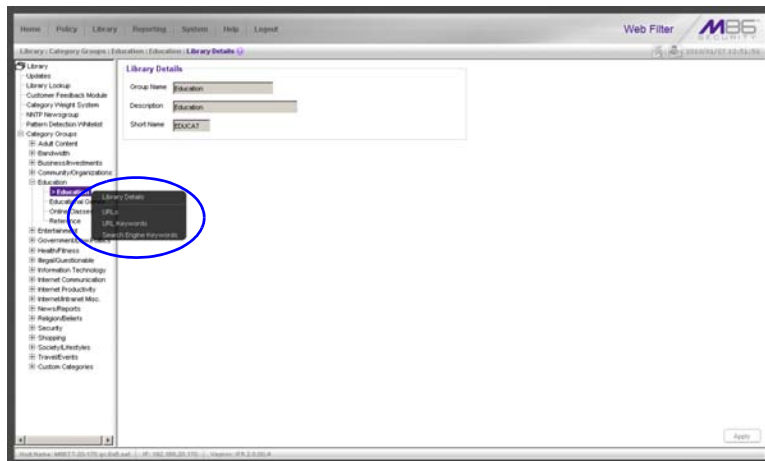 Home Policy Library Reporting System Help Logout
Web Filter M86 SECURITY
Library : Category Groups : Education : Education : Library Details
Library
Updates
Library Lookup
Customer Feedback Module
Category Weight System
NNTP Newsgroup
Pattern Detection Whitelist
Category Groups
Adult Content
Bandwidth
Business/Investments
Community/Organizations
Education
Education
Educational
Online Classes
Reference
Entertainment
Health/Fitness
Illegal/Questionable
Information Technology
Internet Communication
Internet Productivity
Internet/Intranet Misc.
News/Reports
Religion/Beliefs
Security
Shopping
Society/Lifestyles
Travel/Events
Custom Categories
Library Details
URLs
URL Keywords
Search Engine Keywords
Library Details
Group Name Education
Description Education
Short Name EDUCAT
Apply
Host Name: